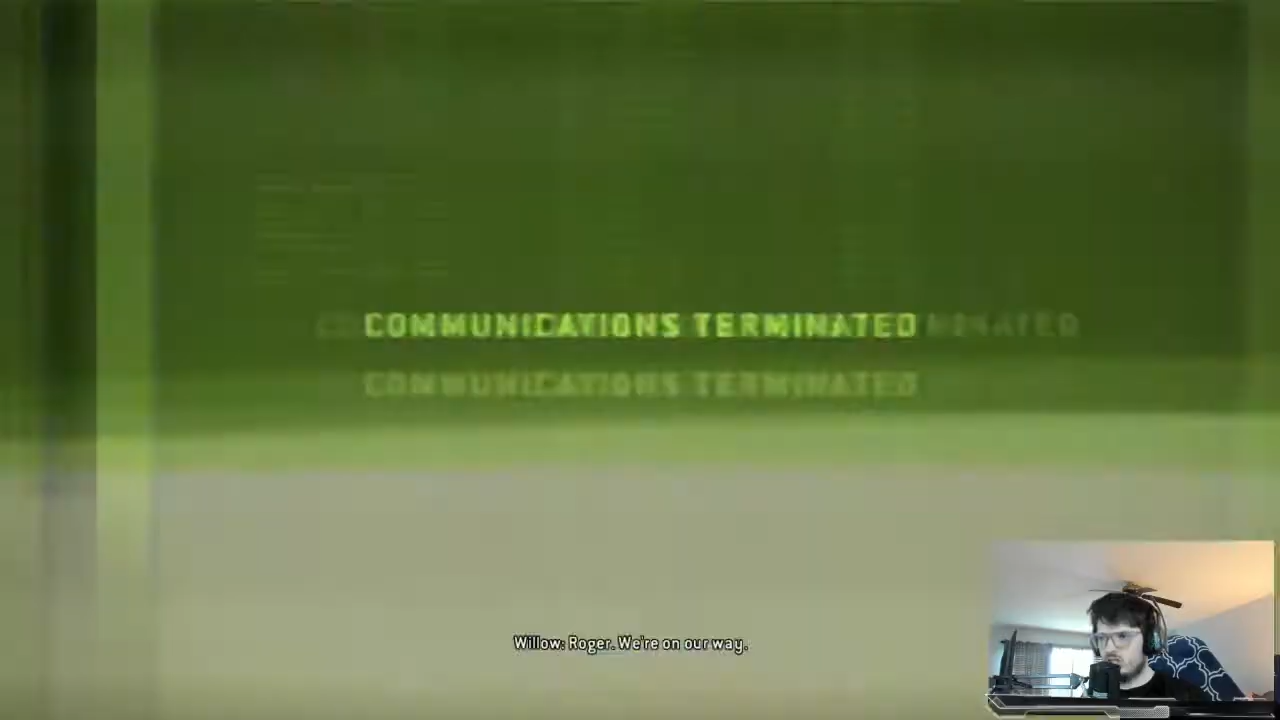 COMMUNICATIONS TERMINATED
COMMUNICATIONS TERMINATED
Willow: Roger. We're on our way.